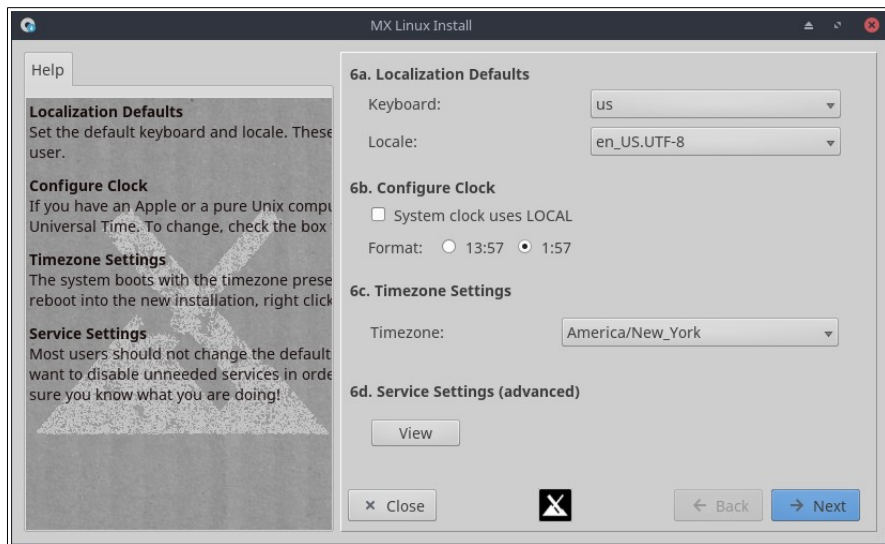 MX Linux Install
Help
Localization Defaults
Set the default keyboard and locale. These
user.
Configure Clock
If you have an Apple or a pure Unix compu
Universal Time. To change, check the box
Timezone Settings
The system boots with the timezone prese
reboot into the new installation, right click
Service Settings
Most users should not change the default
want to disable unneeded services in orde
sure you know what you are doing!
6a. Localization Defaults
Keyboard: us
Locale: en_US.UTF-8
6b. Configure Clock
System clock uses LOCAL
Format: 13:57 1:57
6c. Timezone Settings
Timezone: America/New_York
6d. Service Settings (advanced)
View
Close Back Next